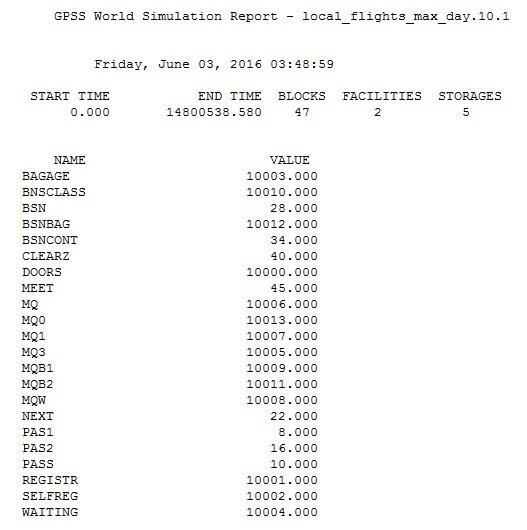 GPSS World Simulation Report - local_flights_max_day.10.1
Friday, June 03, 2016 03:48:59
START TIME END TIME BLOCKS FACILITIES STORAGES
0.000 14800538.580 47 2 5
NAME VALUE
BAGAGE 10003.000
BNSCLASS 10010.000
BSN 28.000
BSNBAG 10012.000
BSNCONT 34.000
CLEARZ 40.000
DOORS 10000.000
MEET 45.000
MQ 10006.000
MQ0 10013.000
MQ1 10007.000
MQ3 10005.000
MQB1 10009.000
MQB2 10011.000
MQW 10008.000
NEXT 22.000
PAS1 8.000
PAS2 16.000
PASS 10.000
REGISTR 10001.000
SELFREG 10002.000
WAITING 10004.000